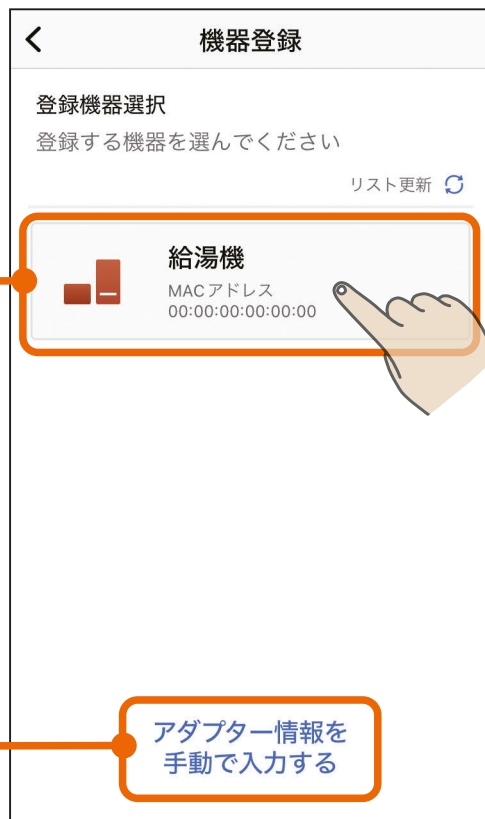 機器登録
登録機器選択
登録する機器を選んでください
リスト更新
給湯機
MACアドレス
00:00:00:00:00:00
アダプター情報を
手動で入力する